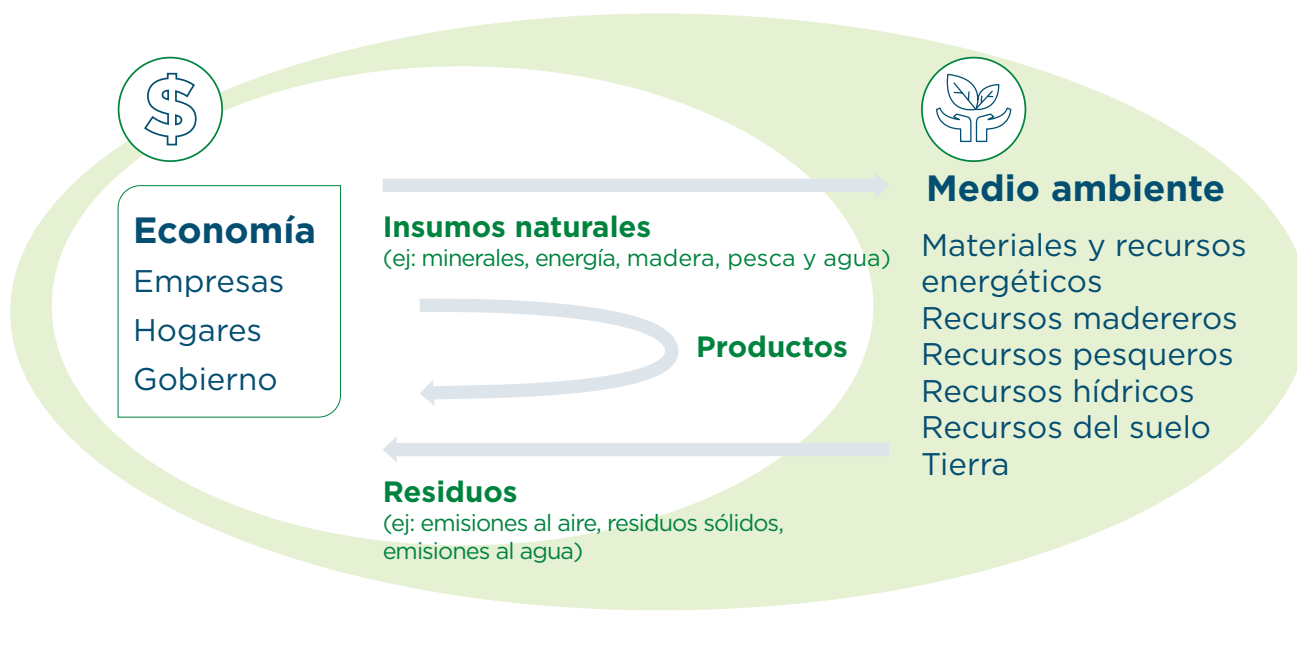 $
Economía
Empresas
Hogares
Gobierno
Insumos naturales
(ej: minerales, energía, madera, pesca y agua)
Productos
Residuos
(ej: emisiones al aire, residuos sólidos,
emisiones al agua)
Medio ambiente
Materiales y recursos
energéticos
Recursos madereros
Recursos pesqueros
Recursos hídricos
Recursos del suelo
Tierra